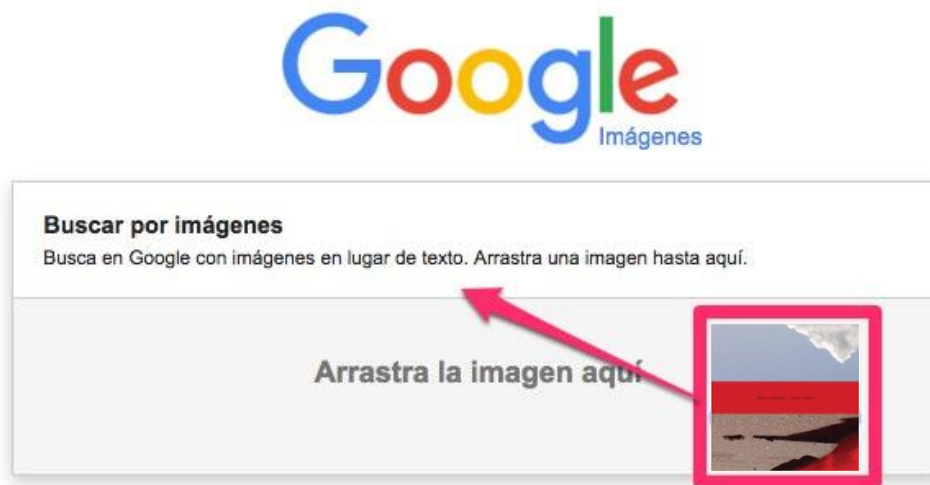 Google
Imágenes
Buscar por imágenes
Busca en Google con imágenes en lugar de texto. Arrastra una imagen hasta aquí.
Arrastra la imagen aquí